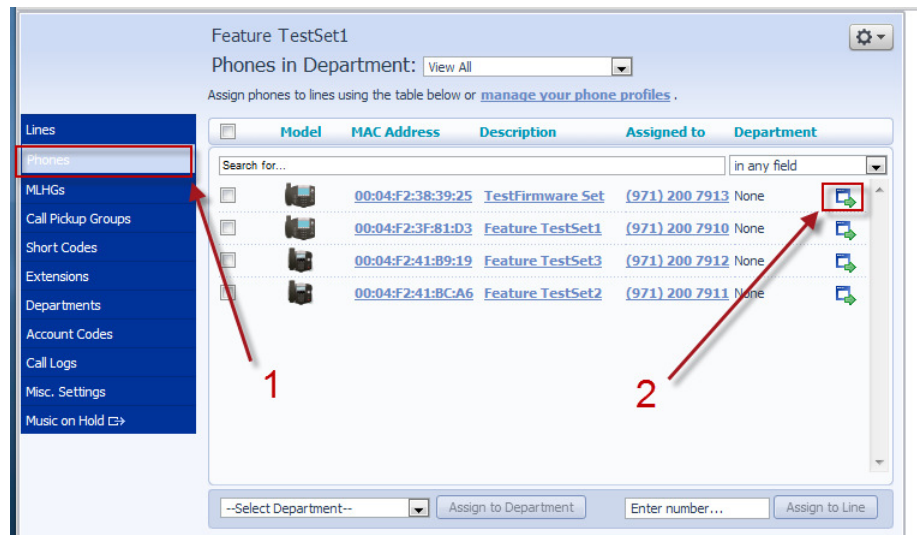 Feature TestSet1
Phones in Department: View All
Assign phones to lines using the table below or manage your phone profiles .
Lines
Phones
MLHGs
Call Pickup Groups
Short Codes
Extensions
Departments
Account Codes
Call Logs
Misc. Settings
Music on Hold
Model MAC Address Description Assigned to Department
Search for... in any field
00:04:F2:38:39:25 TestFirmware Set (971) 200 7913 None
00:04:F2:3F:81:D3 Feature TestSet1 (971) 200 7910 None
00:04:F2:41:B9:19 Feature TestSet3 (971) 200 7912 None
00:04:F2:41:BC:A6 Feature TestSet2 (971) 200 7911 None
1
2
--Select Department-- Assign to Department Enter number... Assign to Line